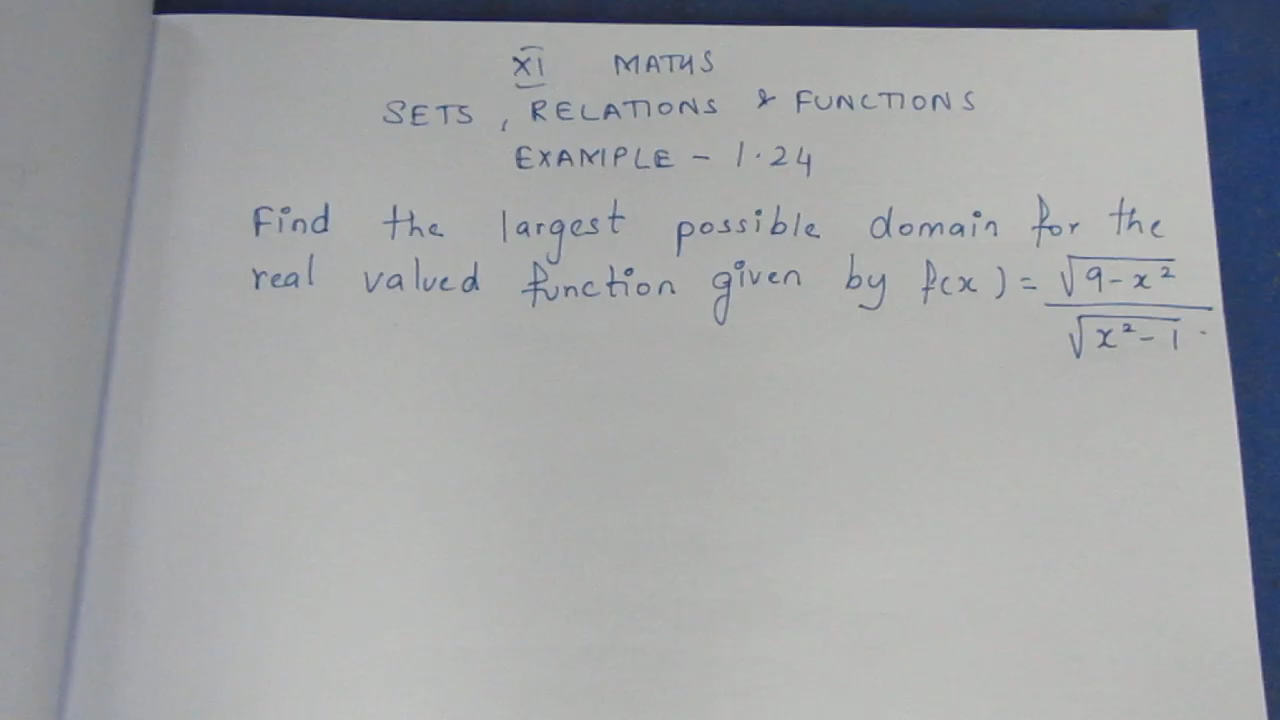 XI MATHS
SETS, RELATIONS & FUNCTIONS
EXAMPLE - 1.24
Find the largest possible domain for the
real valued function given by f(x) = √(9-x²) / √(x²-1).